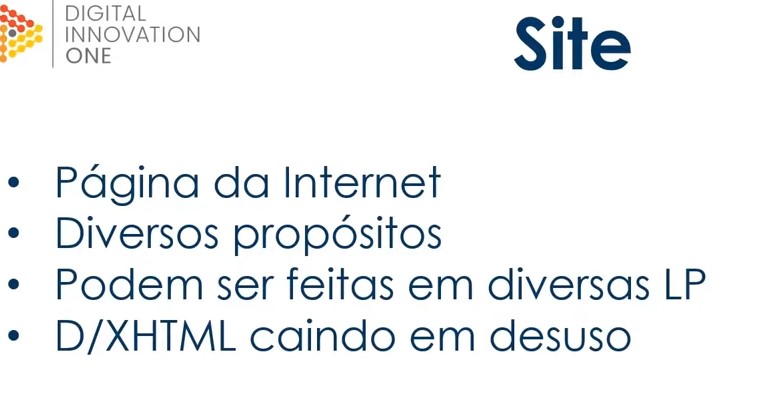 DIGITAL
INNOVATION
ONE
Site
• Página da Internet
• Diversos propósitos
• Podem ser feitas em diversas LP
• D/XHTML caindo em desuso